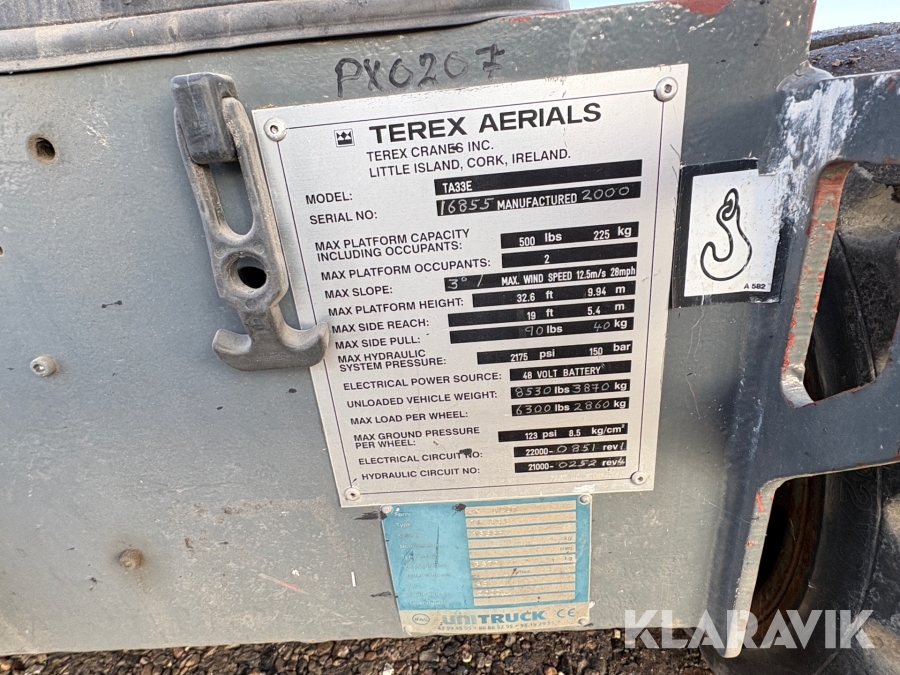 PX0207
TEREX AERIALS
TEREX CRANES INC.
LITTLE ISLAND, CORK, IRELAND.
MODEL: TA33E
SERIAL NO: 16855 MANUFACTURED 2000
MAX PLATFORM CAPACITY
INCLUDING OCCUPANTS: 500 lbs 225 kg
MAX PLATFORM OCCUPANTS: 2
MAX SLOPE: 3° / MAX. WIND SPEED 12.5m/s 28mph
MAX PLATFORM HEIGHT: 32.6 ft 9.94 m
MAX SIDE REACH: 19 ft 5.4 m
MAX SIDE PULL: 90 lbs 40 kg
MAX HYDRAULIC
SYSTEM PRESSURE: 2175 psi 150 bar
ELECTRICAL POWER SOURCE: 48 VOLT BATTERY
UNLOADED VEHICLE WEIGHT: 8530 lbs 3870 kg
MAX LOAD PER WHEEL: 6300 lbs 2860 kg
MAX GROUND PRESSURE
PER WHEEL: 123 psi 8.5 kg/cm²
ELECTRICAL CIRCUIT NO: 22000-0851 rev1
HYDRAULIC CIRCUIT NO: 21000-0252 rev4
A 582
UNITRUCK CE
KLARAVIK
KLARAVIK